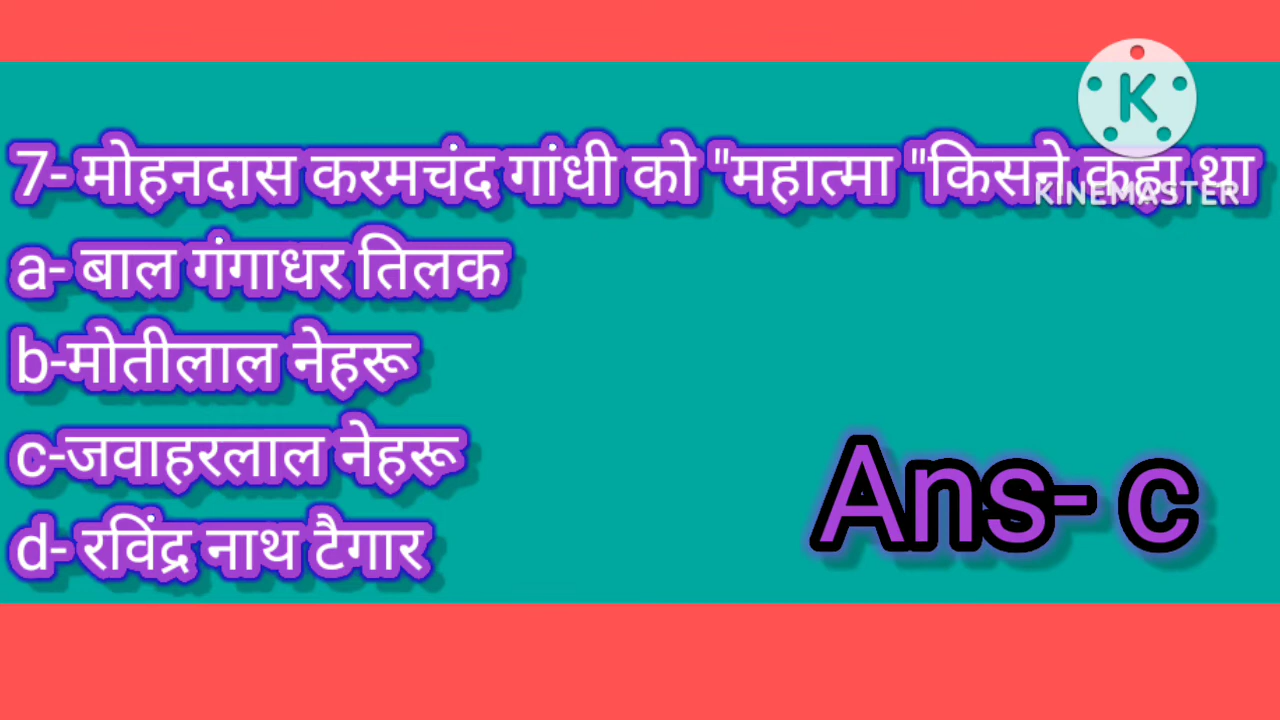 K
7- मोहनदास करमचंद गांधी को "महात्मा "किसने कहा था
KINEMASTER
a- बाल गंगाधर तिलक
b-मोतीलाल नेहरू
c-जवाहरलाल नेहरू
Ans- c
d- रविंद्र नाथ टैगार